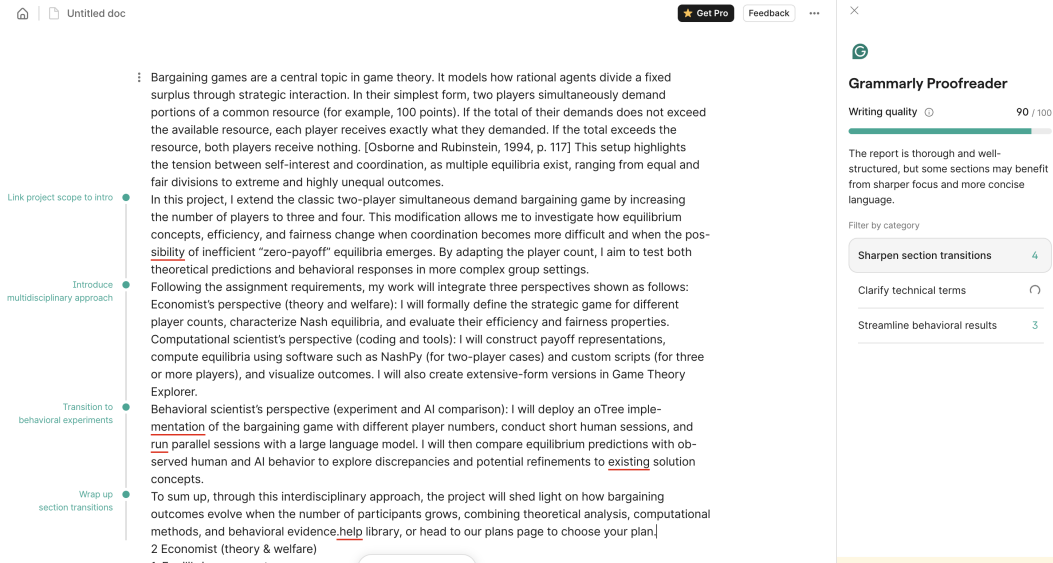 Untitled doc
Get Pro
Feedback
Bargaining games are a central topic in game theory. It models how rational agents divide a fixed
surplus through strategic interaction. In their simplest form, two players simultaneously demand
portions of a common resource (for example, 100 points). If the total of their demands does not exceed
the available resource, each player receives exactly what they demanded. If the total exceeds the
resource, both players receive nothing. [Osborne and Rubinstein, 1994, p. 117] This setup highlights
the tension between self-interest and coordination, as multiple equilibria exist, ranging from equal and
fair divisions to extreme and highly unequal outcomes.
Link project scope to intro
In this project, I extend the classic two-player simultaneous demand bargaining game by increasing
the number of players to three and four. This modification allows me to investigate how equilibrium
concepts, efficiency, and fairness change when coordination becomes more difficult and when the pos-
sibility of inefficient “zero-payoff” equilibria emerges. By adapting the player count, I aim to test both
theoretical predictions and behavioral responses in more complex group settings.
Introduce
multidisciplinary approach
Following the assignment requirements, my work will integrate three perspectives shown as follows:
Economist’s perspective (theory and welfare): I will formally define the strategic game for different
player counts, characterize Nash equilibria, and evaluate their efficiency and fairness properties.
Computational scientist’s perspective (coding and tools): I will construct payoff representations,
compute equilibria using software such as NashPy (for two-player cases) and custom scripts (for three
or more players), and visualize outcomes. I will also create extensive-form versions in Game Theory
Explorer.
Transition to
behavioral experiments
Behavioral scientist’s perspective (experiment and AI comparison): I will deploy an oTree imple-
mentation of the bargaining game with different player numbers, conduct short human sessions, and
run parallel sessions with a large language model. I will then compare equilibrium predictions with ob-
served human and AI behavior to explore discrepancies and potential refinements to existing solution
concepts.
Wrap up
section transitions
To sum up, through this interdisciplinary approach, the project will shed light on how bargaining
outcomes evolve when the number of participants grows, combining theoretical analysis, computational
methods, and behavioral evidence.help library, or head to our plans page to choose your plan.
2 Economist (theory & welfare)
Grammarly Proofreader
Writing quality
90 / 100
The report is thorough and well-
structured, but some sections may benefit
from sharper focus and more concise
language.
Filter by category
Sharpen section transitions 4
Clarify technical terms
Streamline behavioral results 3